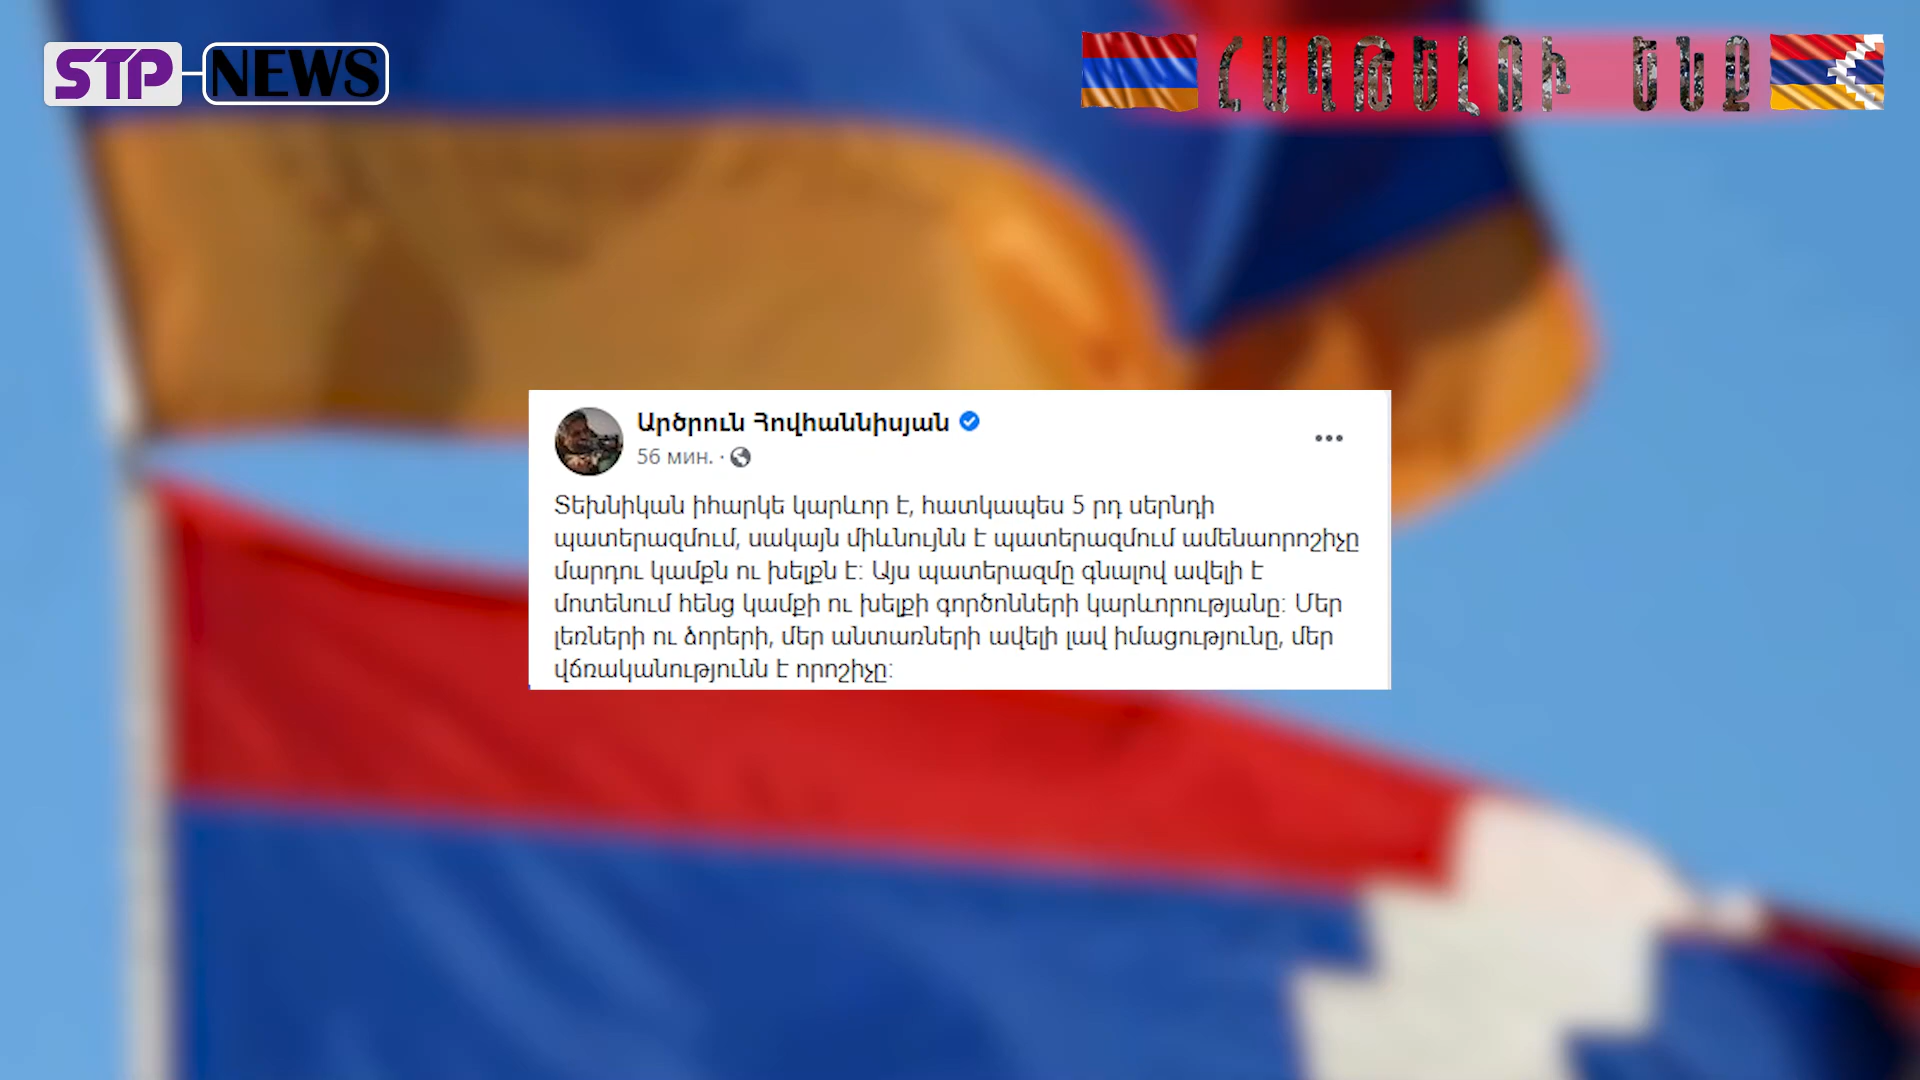 STP NEWS
ՀԱՂԹԵԼՈՒ ԵՆՔ
Արծրուն Հովհաննիսյան
56 мин. ·
Տեխնիկան իհարկե կարևոր է, հատկապես 5 րդ սերնդի
պատերազմում, սակայն միևնույնն է պատերազմում ամենաորոշիչը
մարդու կամքն ու խելքն է։ Այս պատերազմը գնալով ավելի է
մոտենում հենց կամքի ու խելքի գործոնների կարևորությանը։ Մեր
լեռների ու ձորերի, մեր անտառների ավելի լավ իմացությունը, մեր
վճռականությունն է որոշիչը։